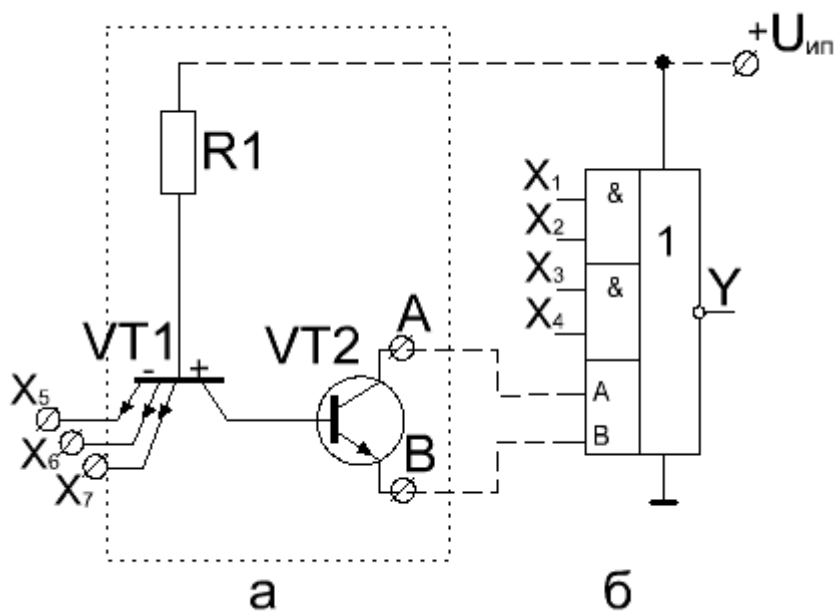 +Uип
R1
X1
&
X2
1
X3
&
X4
Y
A
VT1
VT2
- +
X5
A
X6
B
B
X7
а
б